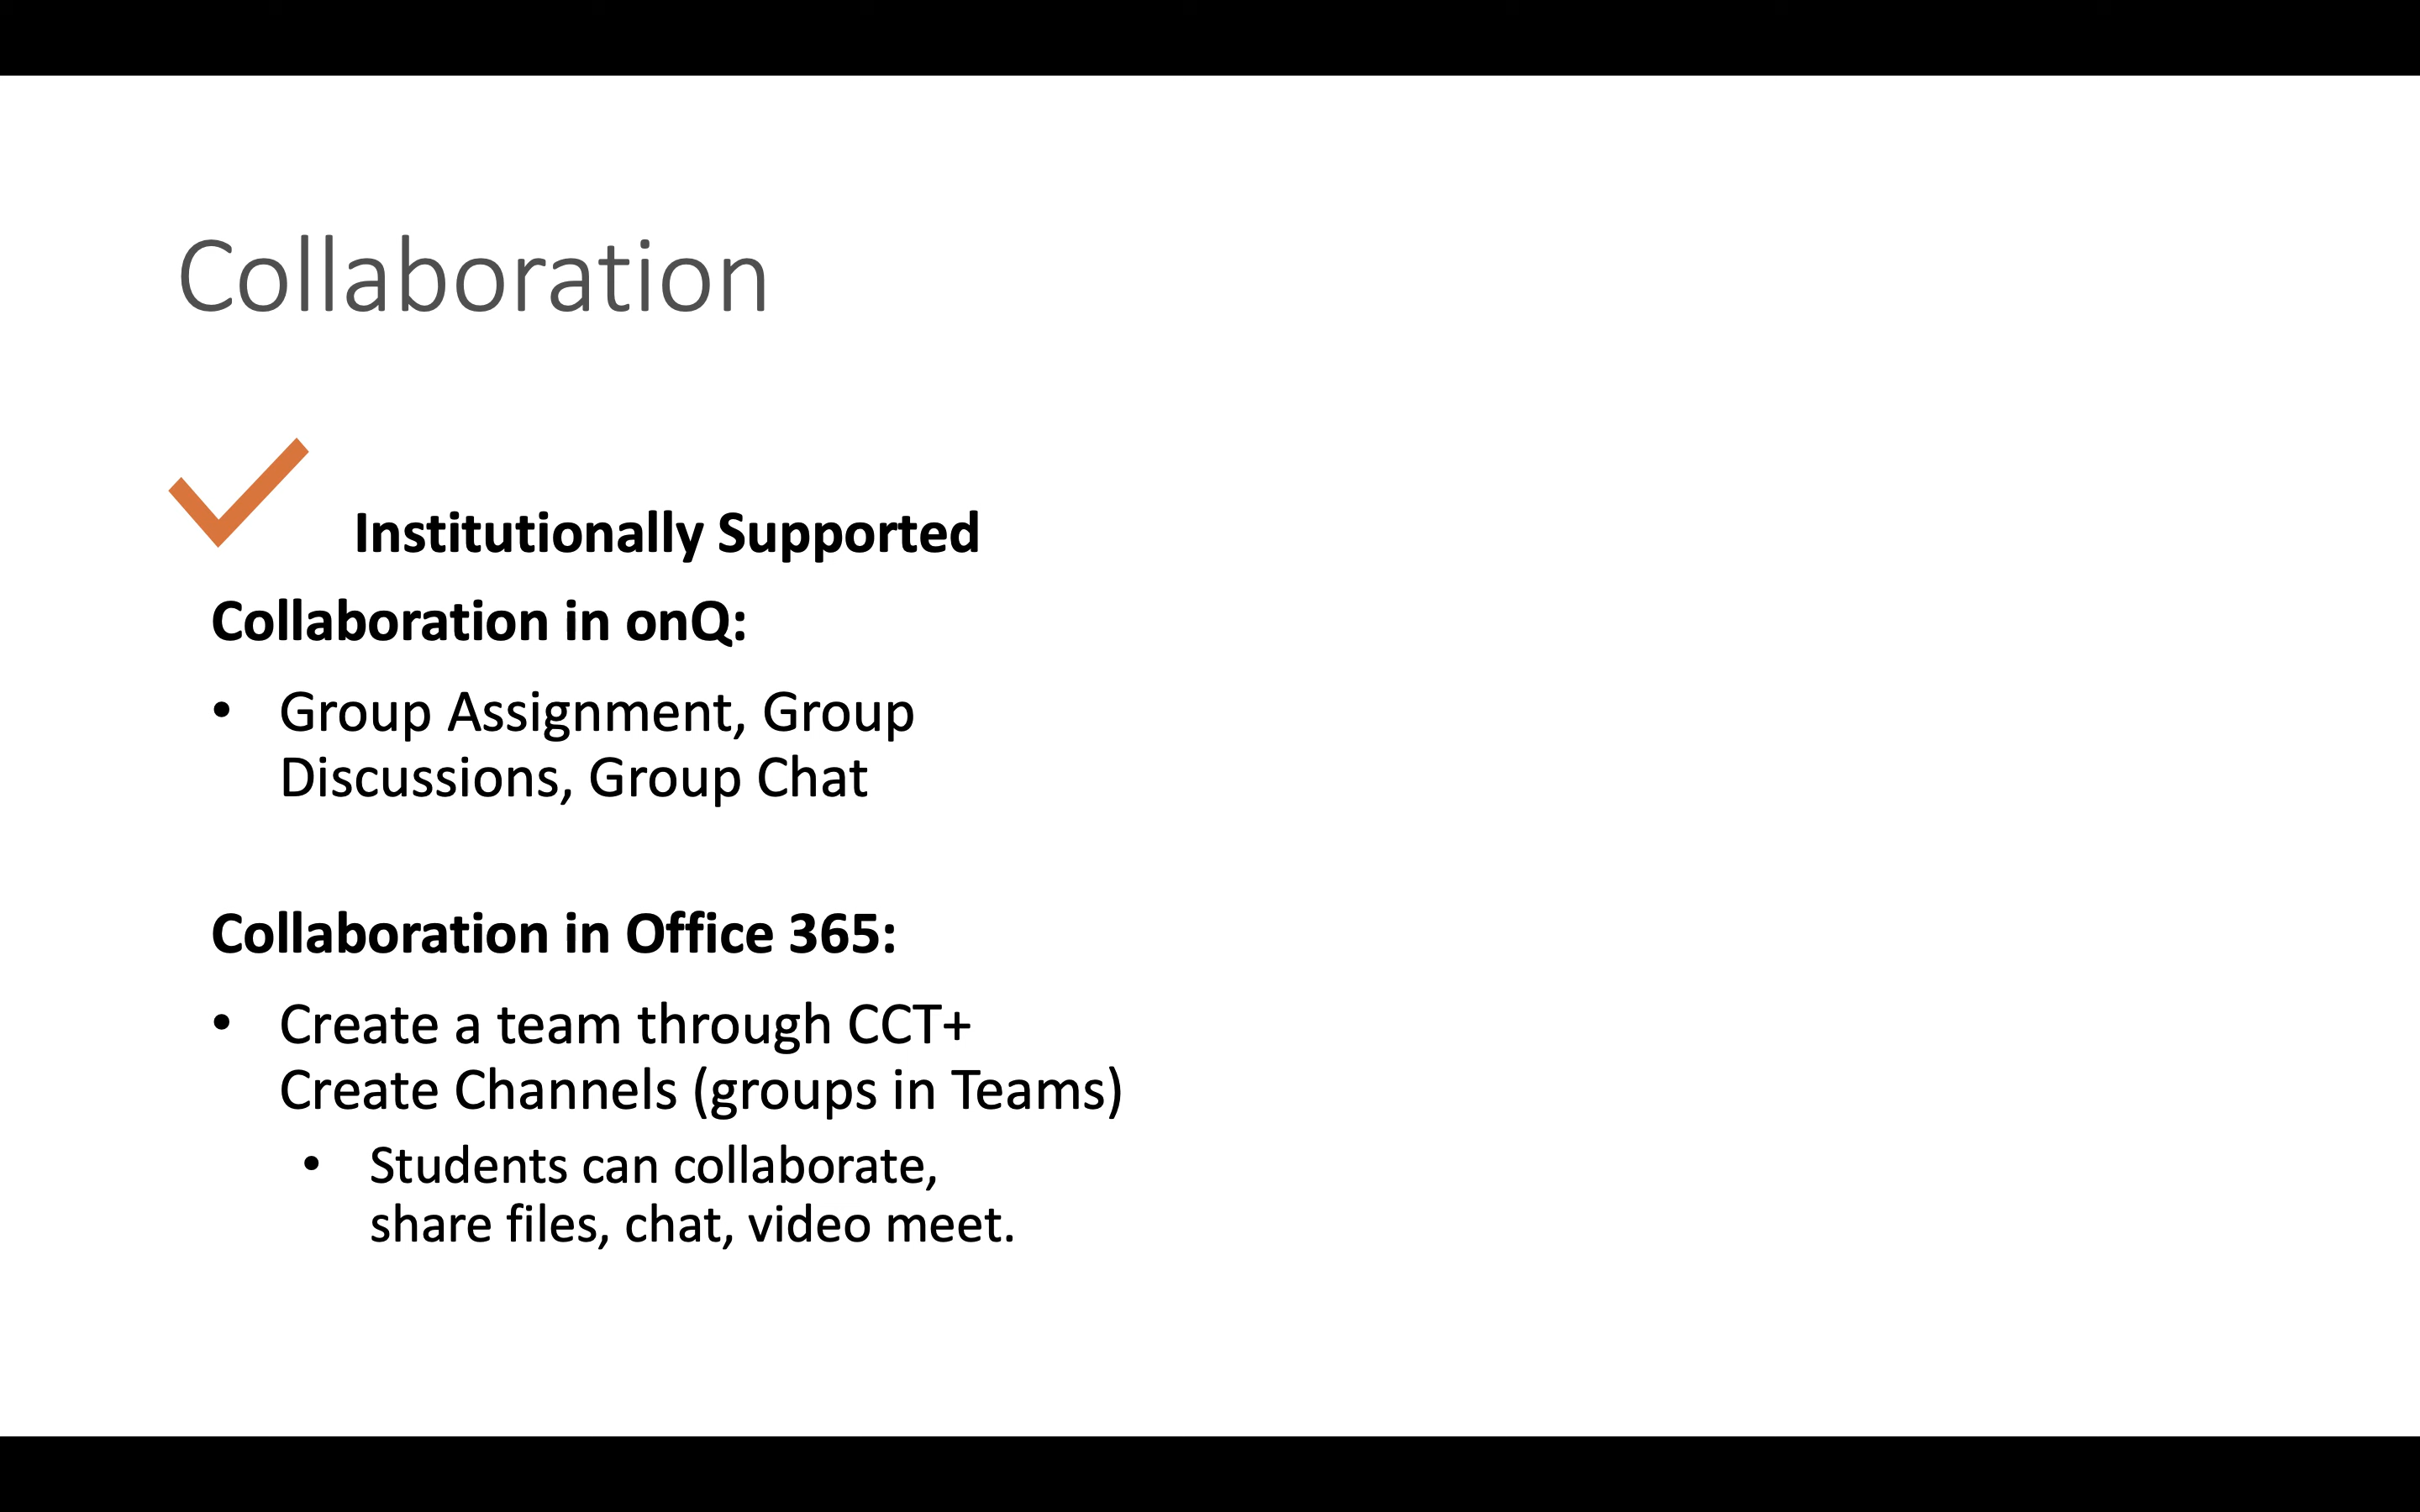 Collaboration
Institutionally Supported
Collaboration in onQ:
• Group Assignment, Group
Discussions, Group Chat
Collaboration in Office 365:
• Create a team through CCT+
Create Channels (groups in Teams)
• Students can collaborate,
share files, chat, video meet.